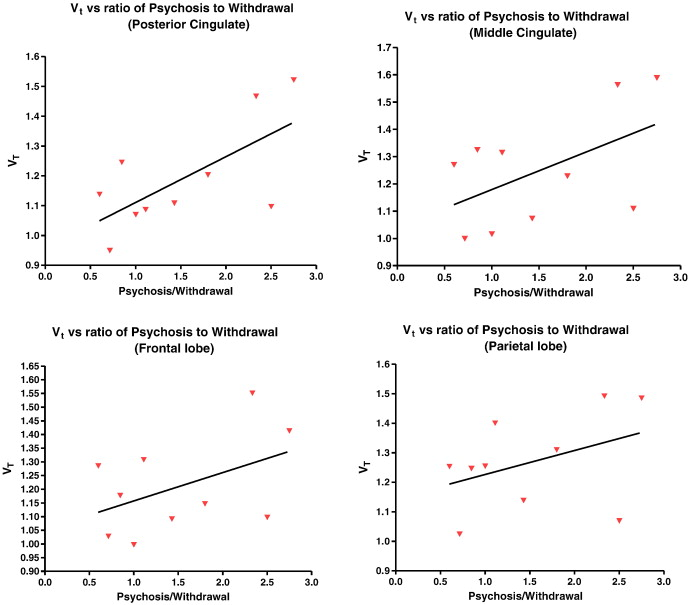 Vt vs ratio of Psychosis to Withdrawal
(Posterior Cingulate)
1.6
1.5
1.4
1.3
1.2
1.1
1.0
0.9
VT
0.0 0.5 1.0 1.5 2.0 2.5 3.0
Psychosis/Withdrawal
Vt vs ratio of Psychosis to Withdrawal
(Middle Cingulate)
1.7
1.6
1.5
1.4
1.3
1.2
1.1
1.0
0.9
VT
0.0 0.5 1.0 1.5 2.0 2.5 3.0
Psychosis/Withdrawal
Vt vs ratio of Psychosis to Withdrawal
(Frontal lobe)
1.65
1.60
1.55
1.50
1.45
1.40
1.35
1.30
1.25
1.20
1.15
1.10
1.05
1.00
0.95
0.90
VT
0.0 0.5 1.0 1.5 2.0 2.5 3.0
Psychosis/Withdrawal
Vt vs ratio of Psychosis to Withdrawal
(Parietal lobe)
1.6
1.5
1.4
1.3
1.2
1.1
1.0
0.9
VT
0.0 0.5 1.0 1.5 2.0 2.5 3.0
Psychosis/Withdrawal